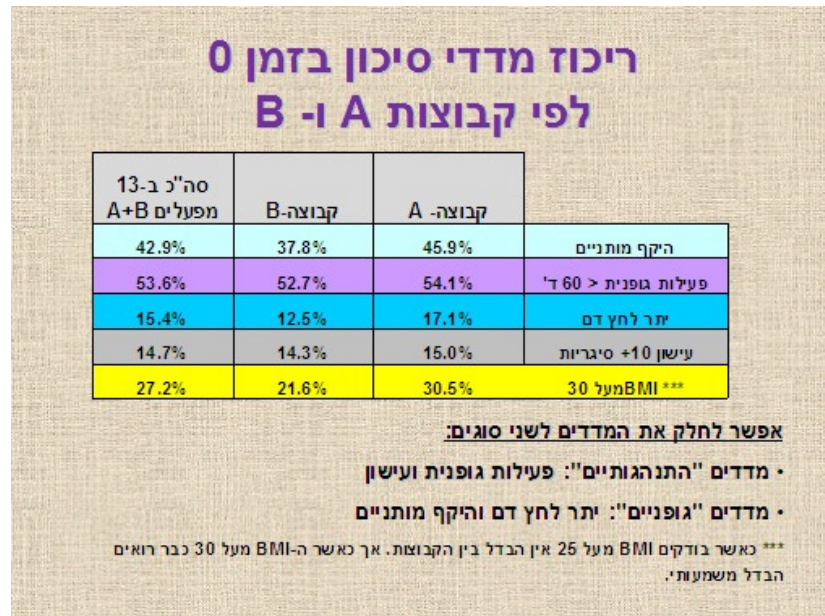 ריכוז מדדי סיכון בזמן 0
לפי קבוצות A ו- B
קבוצה- A קבוצה-B סה"כ ב-13 מפעלים A+B
היקף מותניים 45.9% 37.8% 42.9%
פעילות גופנית < 60 ד' 54.1% 52.7% 53.6%
יתר לחץ דם 17.1% 12.5% 15.4%
עישון 10+ סיגריות 15.0% 14.3% 14.7%
*** BMIמעל 30 30.5% 21.6% 27.2%
אפשר לחלק את המדדים לשני סוגים:
• מדדים "התנהגותיים": פעילות גופנית ועישון
• מדדים "גופניים": יתר לחץ דם והיקף מותניים
*** כאשר בודקים BMI מעל 25 אין הבדל בין הקבוצות. אך כאשר ה-BMI מעל 30 כבר רואים
הבדל משמעותי.